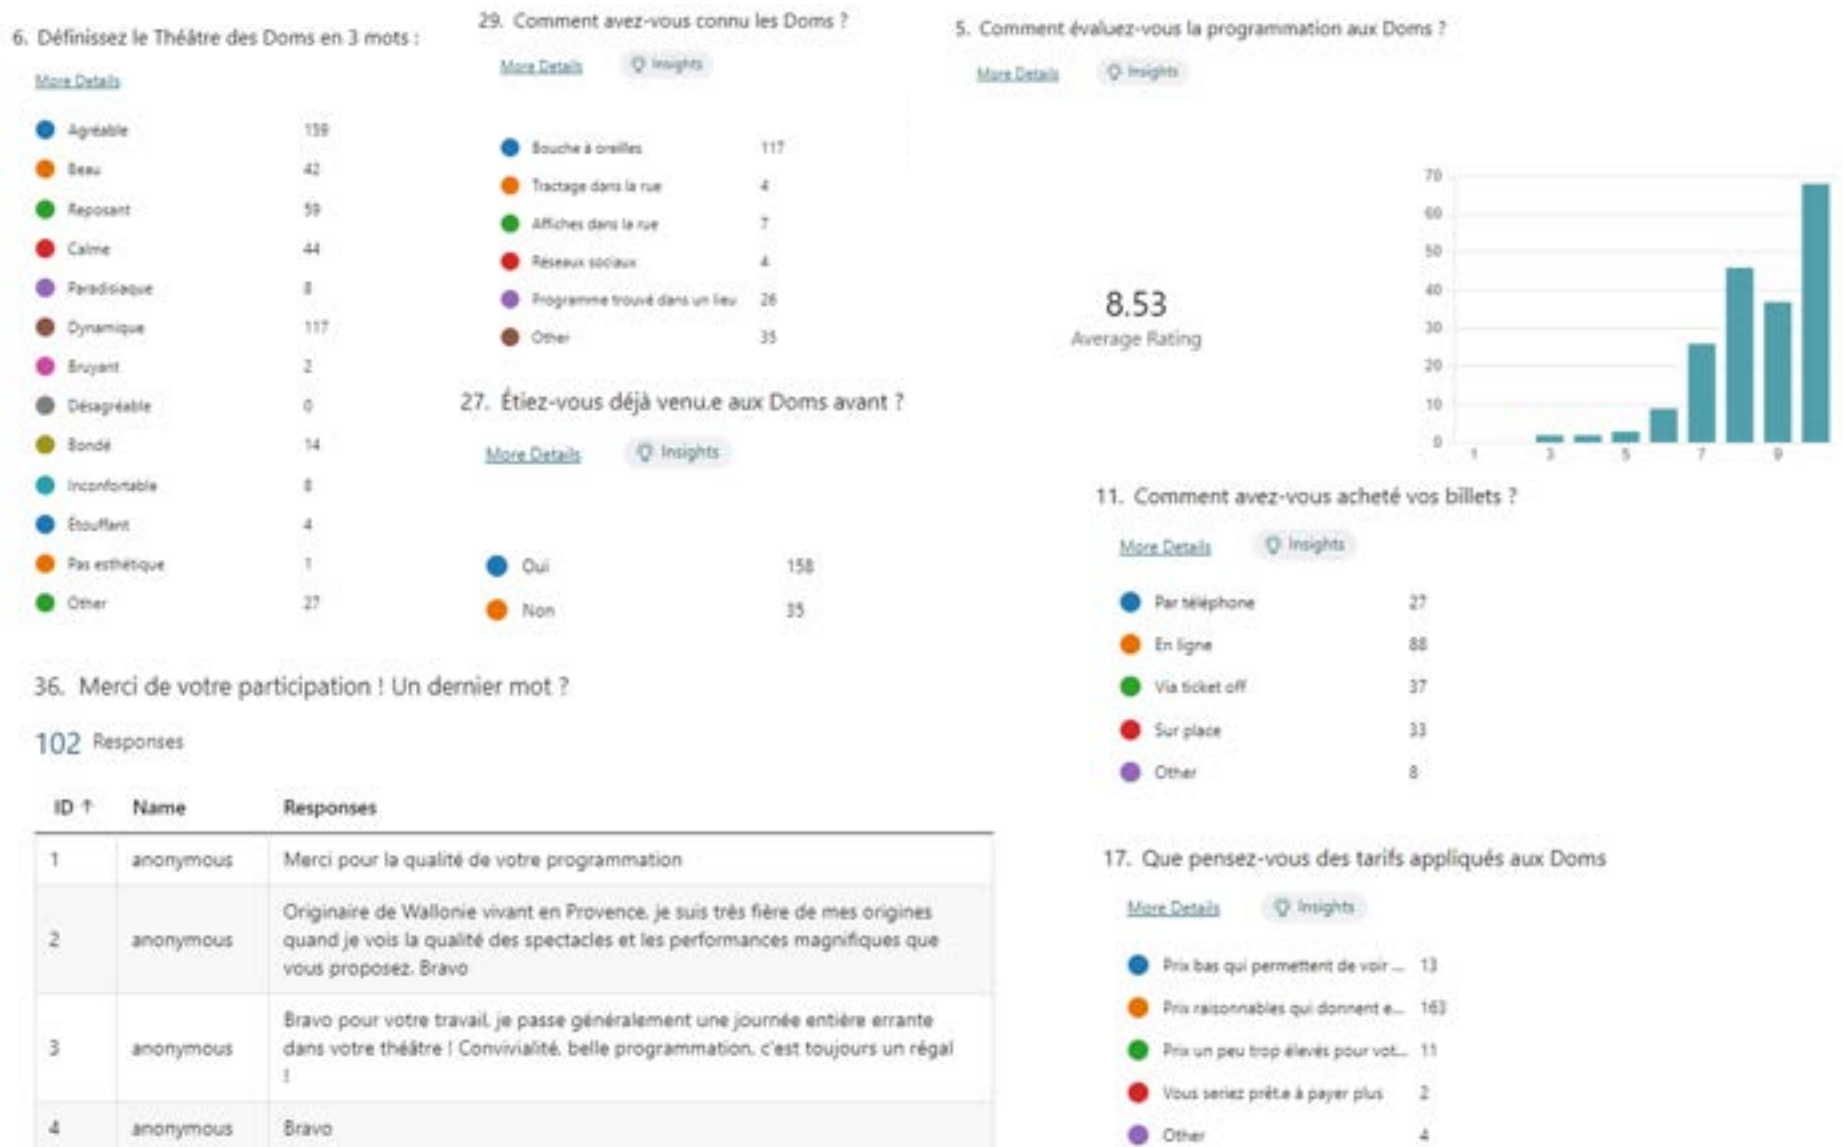 6. Définissez le Théâtre des Doms en 3 mots :
More Details
Agréable 159
Beau 42
Reposant 59
Calme 44
Paradisiaque 8
Dynamique 117
Bruyant 2
Désagréable 0
Bondé 14
Inconfortable 8
Étouffant 4
Pas esthétique 1
Other 27
29. Comment avez-vous connu les Doms ?
More Details Insights
Bouche à oreilles 117
Tractage dans la rue 4
Affiches dans la rue 7
Réseaux sociaux 4
Programme trouvé dans un lieu 26
Other 35
27. Étiez-vous déjà venu.e aux Doms avant ?
More Details Insights
Oui 158
Non 35
5. Comment évaluez-vous la programmation aux Doms ?
More Details Insights
8.53
Average Rating
70
60
50
40
30
20
10
0
1 3 5 7 9
11. Comment avez-vous acheté vos billets ?
More Details Insights
Par téléphone 27
En ligne 88
Via ticket off 37
Sur place 33
Other 8
36. Merci de votre participation ! Un dernier mot ?
102 Responses
ID ↑ Name Responses
1 anonymous Merci pour la qualité de votre programmation
2 anonymous Originaire de Wallonie vivant en Provence, je suis très fière de mes origines
quand je vois la qualité des spectacles et les performances magnifiques que
vous proposez. Bravo
3 anonymous Bravo pour votre travail, je passe généralement une journée entière errante
dans votre théâtre ! Convivialité, belle programmation, c'est toujours un régal
!
4 anonymous Bravo
17. Que pensez-vous des tarifs appliqués aux Doms
More Details Insights
Prix bas qui permettent de voir ... 13
Prix raisonnables qui donnent e... 163
Prix un peu trop élevés pour vot... 11
Vous seriez prêt.e à payer plus 2
Other 4